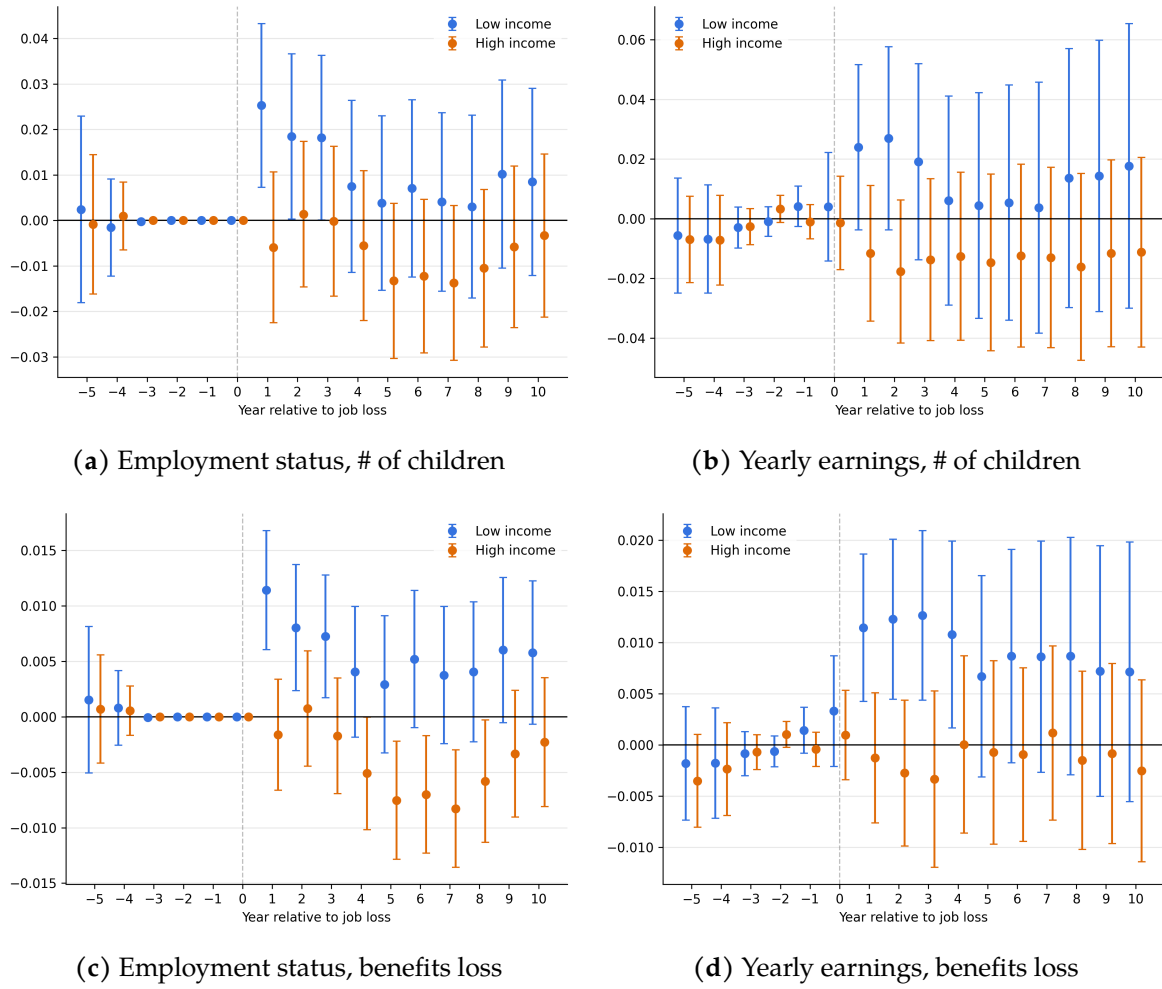 0.04
0.03
0.02
0.01
0.00
−0.01
−0.02
−0.03
Low income
High income
−5 −4 −3 −2 −1 0 1 2 3 4 5 6 7 8 9 10
Year relative to job loss
(a) Employment status, # of children
0.06
0.04
0.02
0.00
−0.02
−0.04
Low income
High income
−5 −4 −3 −2 −1 0 1 2 3 4 5 6 7 8 9 10
Year relative to job loss
(b) Yearly earnings, # of children
0.015
0.010
0.005
0.000
−0.005
−0.010
−0.015
Low income
High income
−5 −4 −3 −2 −1 0 1 2 3 4 5 6 7 8 9 10
Year relative to job loss
(c) Employment status, benefits loss
0.020
0.015
0.010
0.005
0.000
−0.005
−0.010
Low income
High income
−5 −4 −3 −2 −1 0 1 2 3 4 5 6 7 8 9 10
Year relative to job loss
(d) Yearly earnings, benefits loss